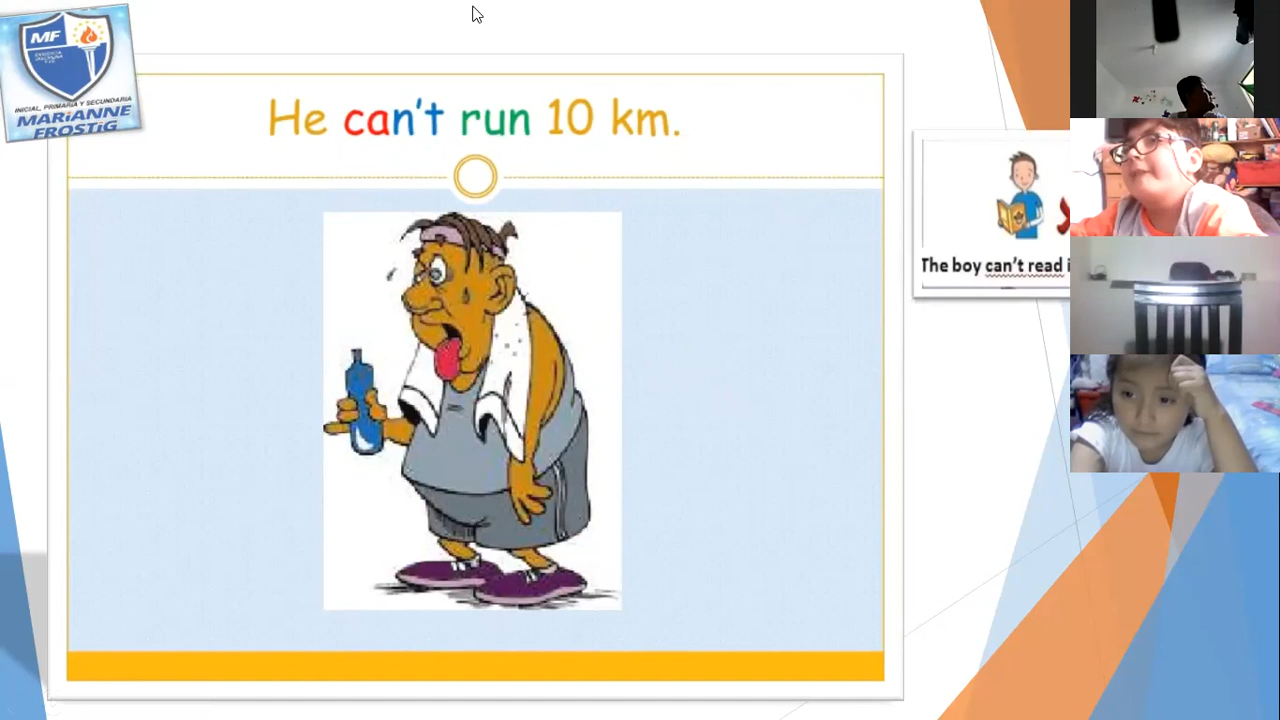 MF
INICIAL, PRIMARIA Y SECUNDARIA
MARIANNE
FROSTIG
He can't run 10 km.
The boy can't read